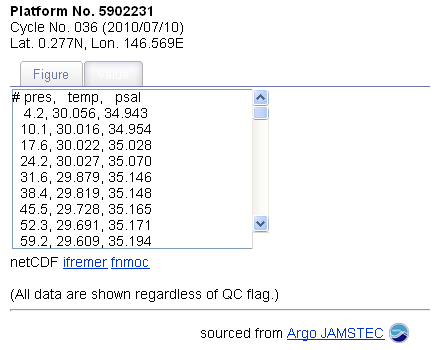 Platform No. 5902231
Cycle No. 036 (2010/07/10)
Lat. 0.277N, Lon. 146.569E
Figure Value
# pres, temp, psal
4.2, 30.056, 34.943
10.1, 30.016, 34.954
17.6, 30.022, 35.028
24.2, 30.027, 35.070
31.6, 29.879, 35.146
38.4, 29.819, 35.148
45.5, 29.728, 35.165
52.3, 29.691, 35.171
59.2, 29.609, 35.194
netCDF ifremer fnmoc
(All data are shown regardless of QC flag.)
sourced from Argo JAMSTEC